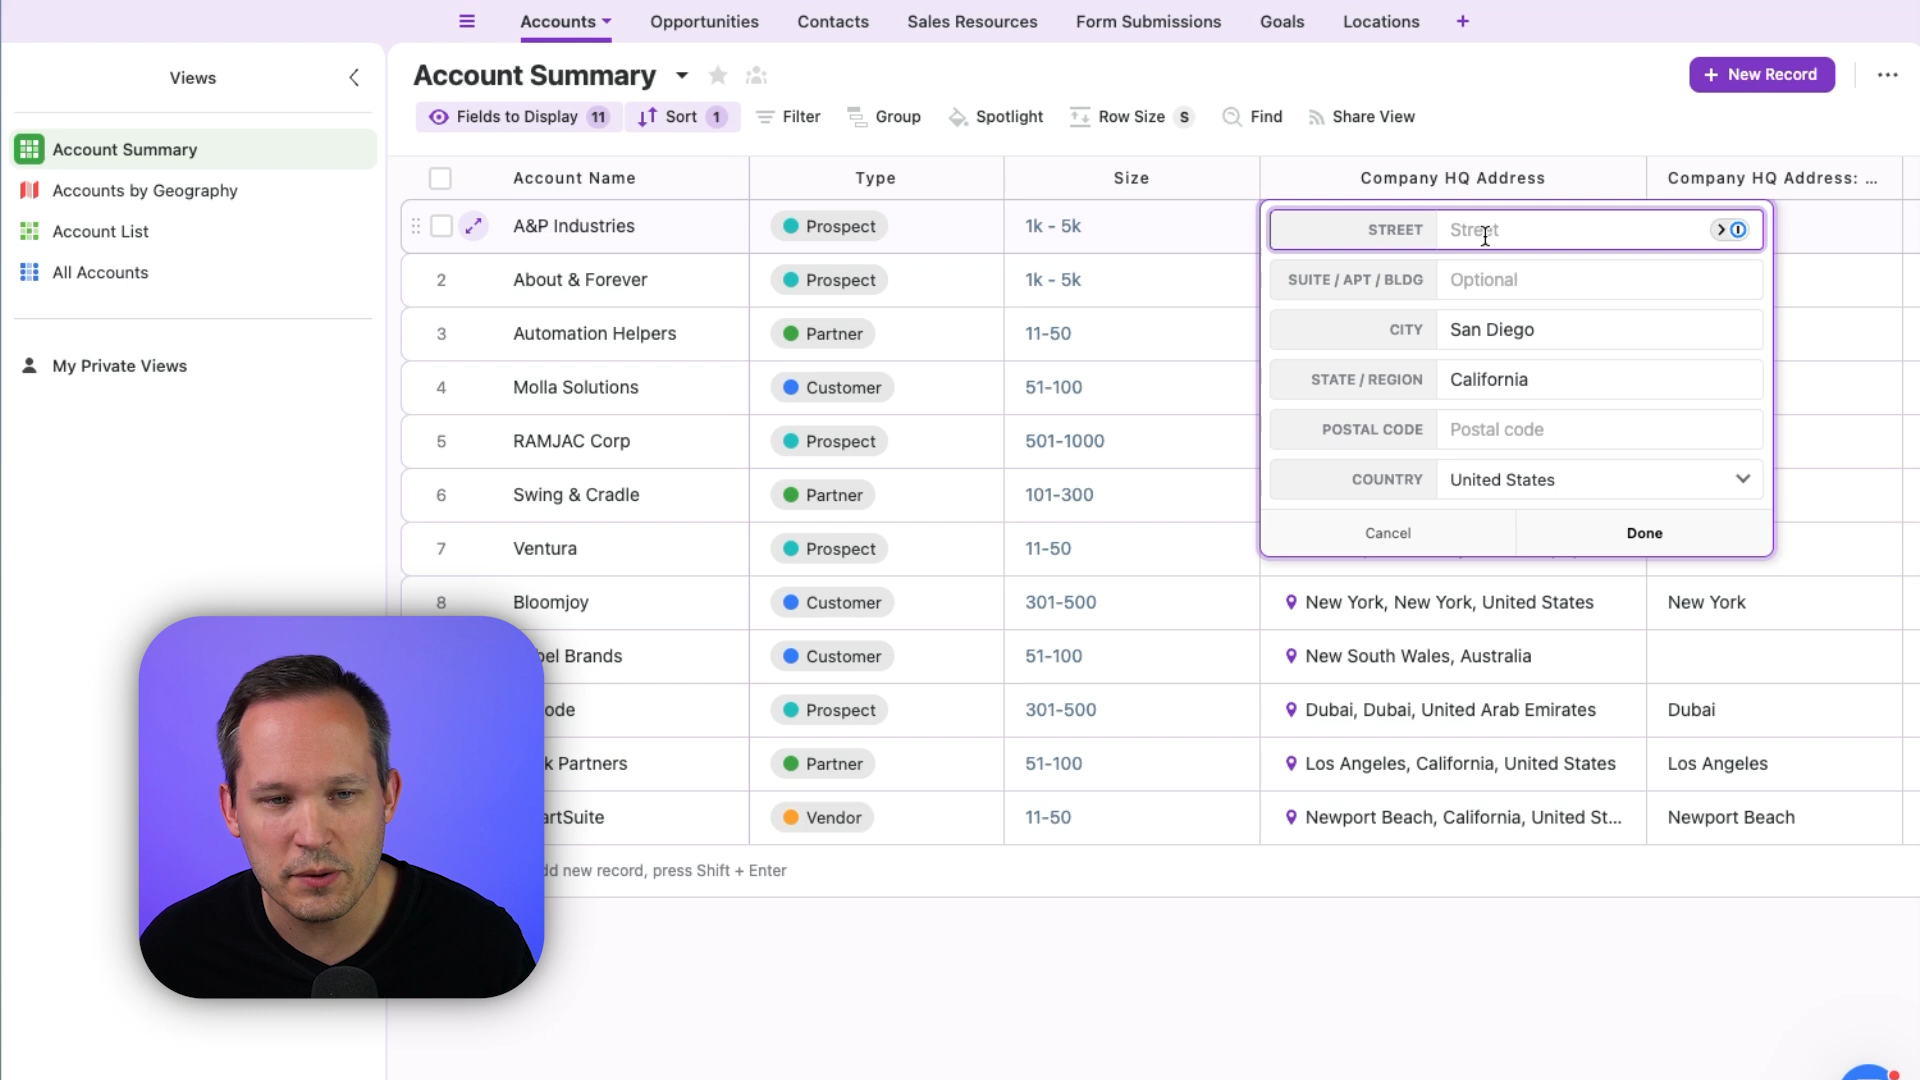 Accounts
Opportunities
Contacts
Sales Resources
Form Submissions
Goals
Locations
+
Views
Account Summary
Accounts by Geography
Account List
All Accounts
My Private Views
Account Summary
+ New Record
Fields to Display 11
Sort 1
Filter
Group
Spotlight
Row Size S
Find
Share View
Account Name
Type
Size
Company HQ Address
Company HQ Address: ...
A&P Industries
Prospect
1k - 5k
2
About & Forever
Prospect
1k - 5k
3
Automation Helpers
Partner
11-50
4
Molla Solutions
Customer
51-100
5
RAMJAC Corp
Prospect
501-1000
6
Swing & Cradle
Partner
101-300
7
Ventura
Prospect
11-50
STREET
Street
SUITE / APT / BLDG
Optional
CITY
San Diego
STATE / REGION
California
POSTAL CODE
Postal code
COUNTRY
United States
Cancel
Done
8
Bloomjoy
Customer
301-500
New York, New York, United States
New York
Brands
Customer
51-100
New South Wales, Australia
Prospect
301-500
Dubai, Dubai, United Arab Emirates
Dubai
Partners
Partner
51-100
Los Angeles, California, United States
Los Angeles
Vendor
11-50
Newport Beach, California, United St...
Newport Beach
new record, press Shift + Enter